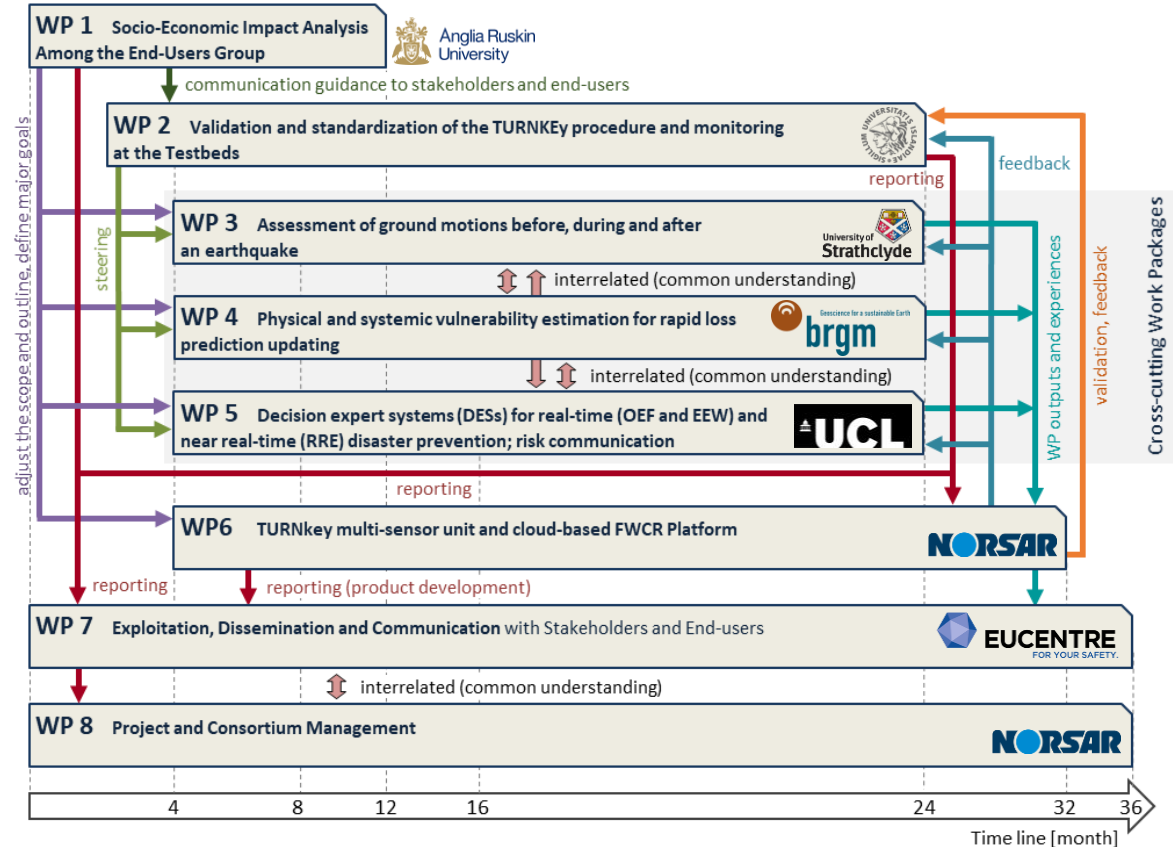 WP 1 Socio-Economic Impact Analysis
Among the End-Users Group
Anglia Ruskin
University
communication guidance to stakeholders and end-users
WP 2 Validation and standardization of the TURNKEy procedure and monitoring
at the Testbeds
SIGILLUM UNIVERSITATIS ISLANDIAE
reporting
feedback
adjust the scope and outline, define major goals
steering
WP 3 Assessment of ground motions before, during and after
an earthquake
University of
Strathclyde
interrelated (common understanding)
WP 4 Physical and systemic vulnerability estimation for rapid loss
prediction updating
Geoscience for a sustainable Earth
brgm
interrelated (common understanding)
WP 5 Decision expert systems (DESs) for real-time (OEF and EEW) and
near real-time (RRE) disaster prevention; risk communication
UCL
WP outputs and experiences
validation, feedback
Cross-cutting Work Packages
reporting
WP6 TURNkey multi-sensor unit and cloud-based FWCR Platform
NORSAR
reporting
reporting (product development)
WP 7 Exploitation, Dissemination and Communication with Stakeholders and End-users
EUCENTRE
FOR YOUR SAFETY.
interrelated (common understanding)
WP 8 Project and Consortium Management
NORSAR
4 8 12 16 24 32 36
Time line [month]